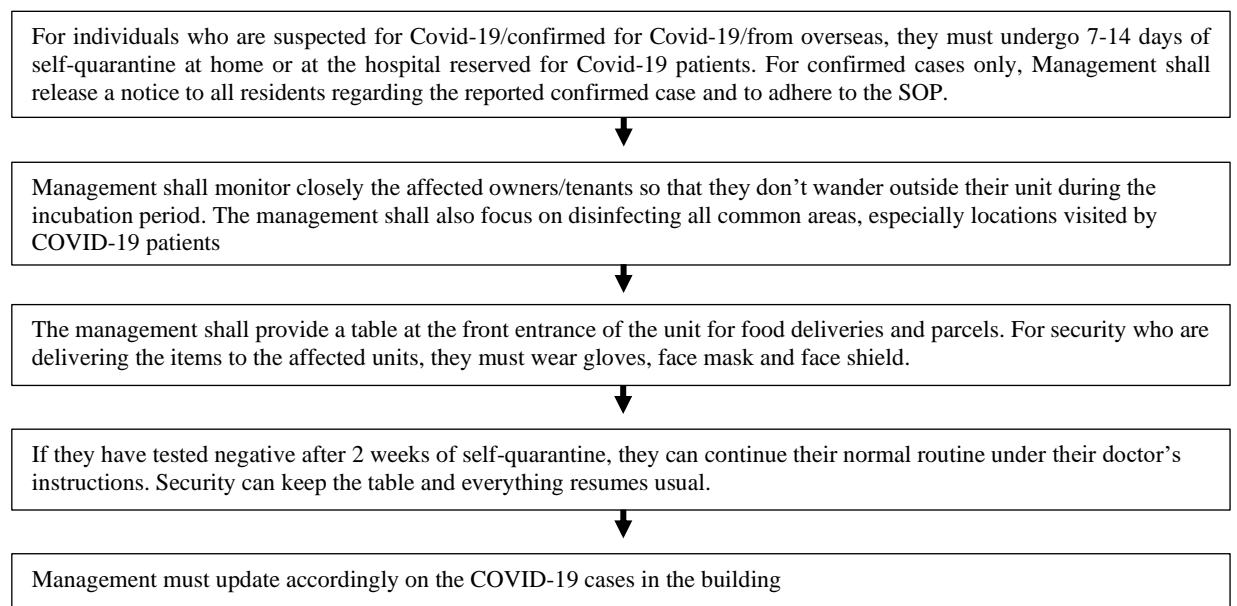 For individuals who are suspected for Covid-19/confirmed for Covid-19/from overseas, they must undergo 7-14 days of
self-quarantine at home or at the hospital reserved for Covid-19 patients. For confirmed cases only, Management shall
release a notice to all residents regarding the reported confirmed case and to adhere to the SOP.
Management shall monitor closely the affected owners/tenants so that they don’t wander outside their unit during the
incubation period. The management shall also focus on disinfecting all common areas, especially locations visited by
COVID-19 patients
The management shall provide a table at the front entrance of the unit for food deliveries and parcels. For security who are
delivering the items to the affected units, they must wear gloves, face mask and face shield.
If they have tested negative after 2 weeks of self-quarantine, they can continue their normal routine under their doctor’s
instructions. Security can keep the table and everything resumes usual.
Management must update accordingly on the COVID-19 cases in the building